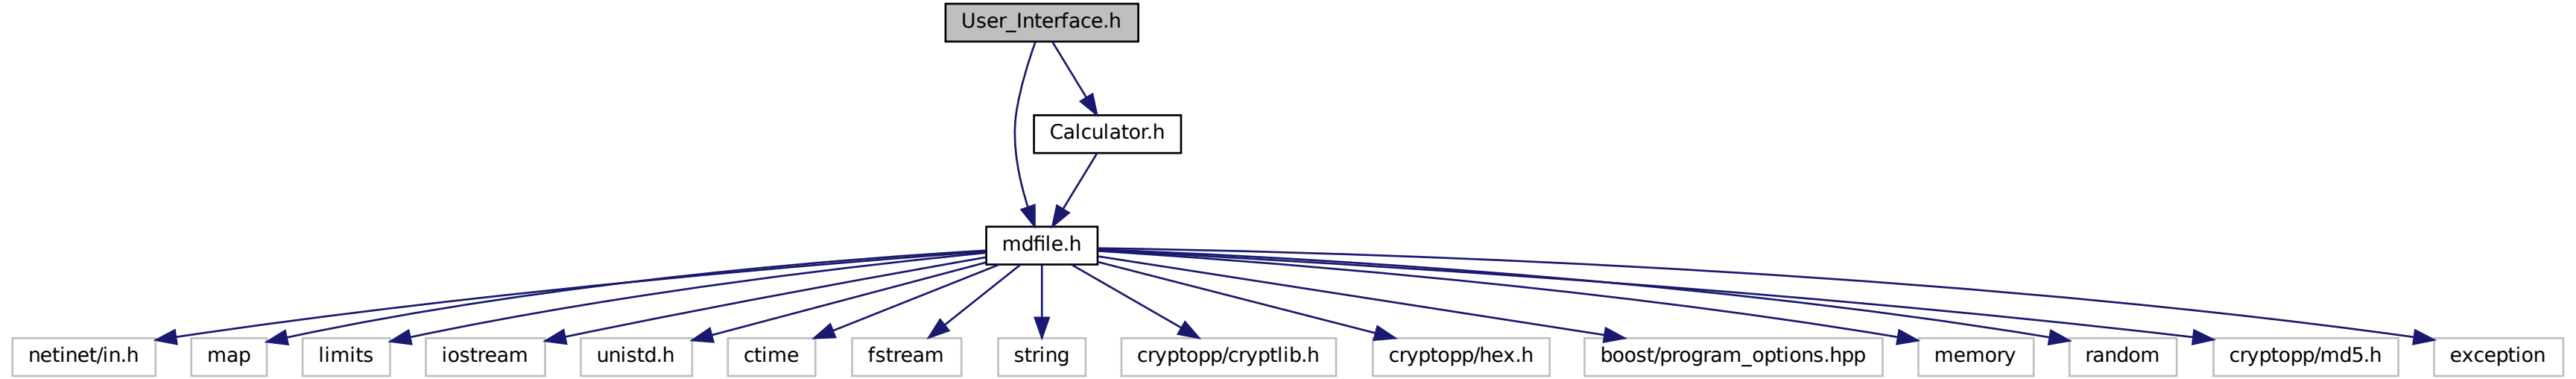 User_Interface.h
Calculator.h
mdfile.h
netinet/in.h
map
limits
iostream
unistd.h
ctime
fstream
string
cryptopp/cryptlib.h
cryptopp/hex.h
boost/program_options.hpp
memory
random
cryptopp/md5.h
exception